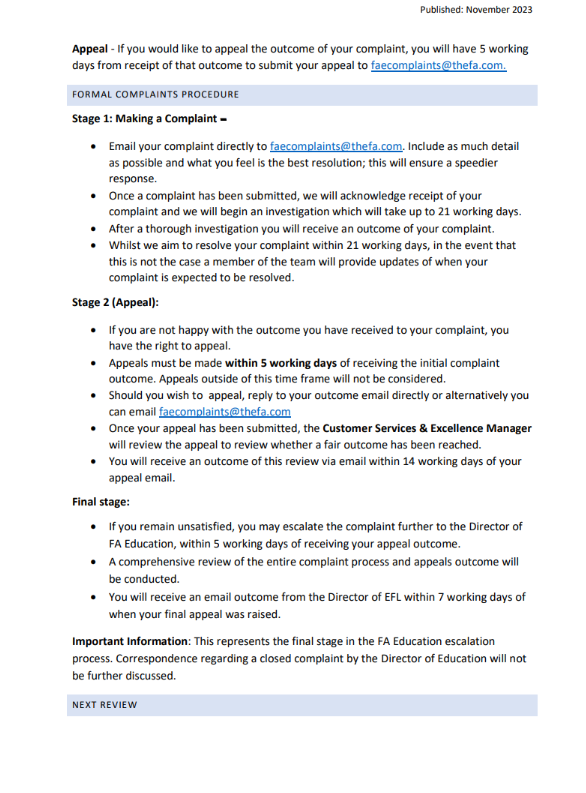 Published: November 2023
Appeal - If you would like to appeal the outcome of your complaint, you will have 5 working
days from receipt of that outcome to submit your appeal to faecomplaints@thefa.com.
FORMAL COMPLAINTS PROCEDURE
Stage 1: Making a Complaint –
• Email your complaint directly to faecomplaints@thefa.com. Include as much detail
as possible and what you feel is the best resolution; this will ensure a speedier
response.
• Once a complaint has been submitted, we will acknowledge receipt of your
complaint and we will begin an investigation which will take up to 21 working days.
• After a thorough investigation you will receive an outcome of your complaint.
• Whilst we aim to resolve your complaint within 21 working days, in the event that
this is not the case a member of the team will provide updates of when your
complaint is expected to be resolved.
Stage 2 (Appeal):
• If you are not happy with the outcome you have received to your complaint, you
have the right to appeal.
• Appeals must be made within 5 working days of receiving the initial complaint
outcome. Appeals outside of this time frame will not be considered.
• Should you wish to appeal, reply to your outcome email directly or alternatively you
can email faecomplaints@thefa.com
• Once your appeal has been submitted, the Customer Services & Excellence Manager
will review the appeal to review whether a fair outcome has been reached.
• You will receive an outcome of this review via email within 14 working days of your
appeal email.
Final stage:
• If you remain unsatisfied, you may escalate the complaint further to the Director of
FA Education, within 5 working days of receiving your appeal outcome.
• A comprehensive review of the entire complaint process and appeals outcome will
be conducted.
• You will receive an email outcome from the Director of EFL within 7 working days of
when your final appeal was raised.
Important Information: This represents the final stage in the FA Education escalation
process. Correspondence regarding a closed complaint by the Director of Education will not
be further discussed.
NEXT REVIEW